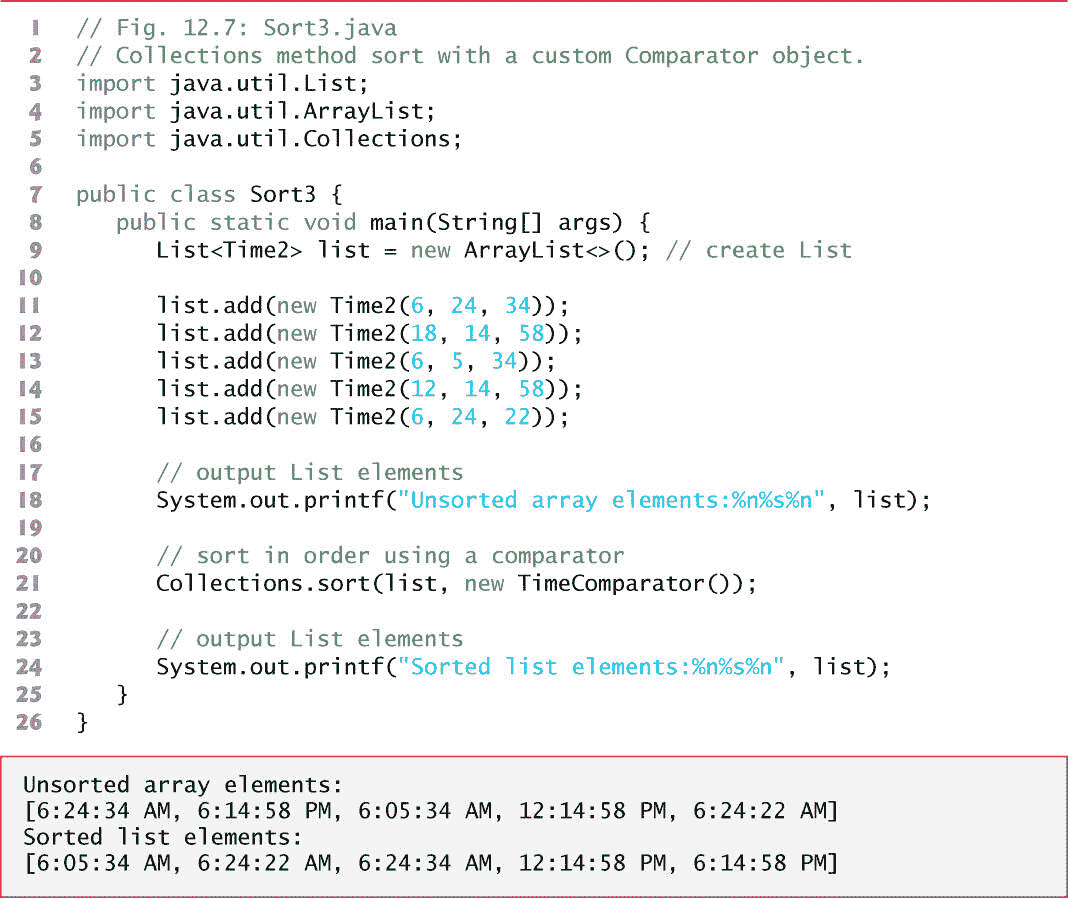 1 // Fig. 12.7: Sort3.java
2 // Collections method sort with a custom Comparator object.
3 import java.util.List;
4 import java.util.ArrayList;
5 import java.util.Collections;
6
7 public class Sort3 {
8    public static void main(String[] args) {
9       List<Time2> list = new ArrayList<>(); // create List
10
11       list.add(new Time2(6, 24, 34));
12       list.add(new Time2(18, 14, 58));
13       list.add(new Time2(6, 5, 34));
14       list.add(new Time2(12, 14, 58));
15       list.add(new Time2(6, 24, 22));
16
17       // output List elements
18       System.out.printf("Unsorted array elements:%n%s%n", list);
19
20       // sort in order using a comparator
21       Collections.sort(list, new TimeComparator());
22
23       // output List elements
24       System.out.printf("Sorted list elements:%n%s%n", list);
25    }
26 }
Unsorted array elements:
[6:24:34 AM, 6:14:58 PM, 6:05:34 AM, 12:14:58 PM, 6:24:22 AM]
Sorted list elements:
[6:05:34 AM, 6:24:22 AM, 6:24:34 AM, 12:14:58 PM, 6:14:58 PM]